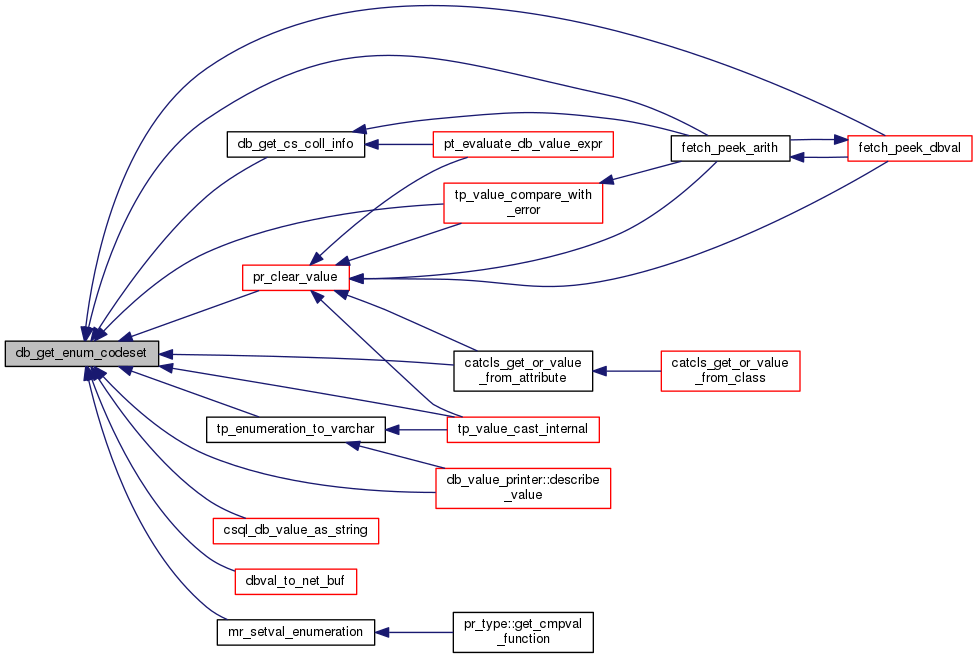 db_get_cs_coll_info
pt_evaluate_db_value_expr
fetch_peek_arith
fetch_peek_dbval
tp_value_compare_with
_error
pr_clear_value
db_get_enum_codeset
catcls_get_or_value
_from_attribute
catcls_get_or_value
_from_class
tp_enumeration_to_varchar
tp_value_cast_internal
db_value_printer::describe
_value
csql_db_value_as_string
dbval_to_net_buf
mr_setval_enumeration
pr_type::get_cmpval
_function